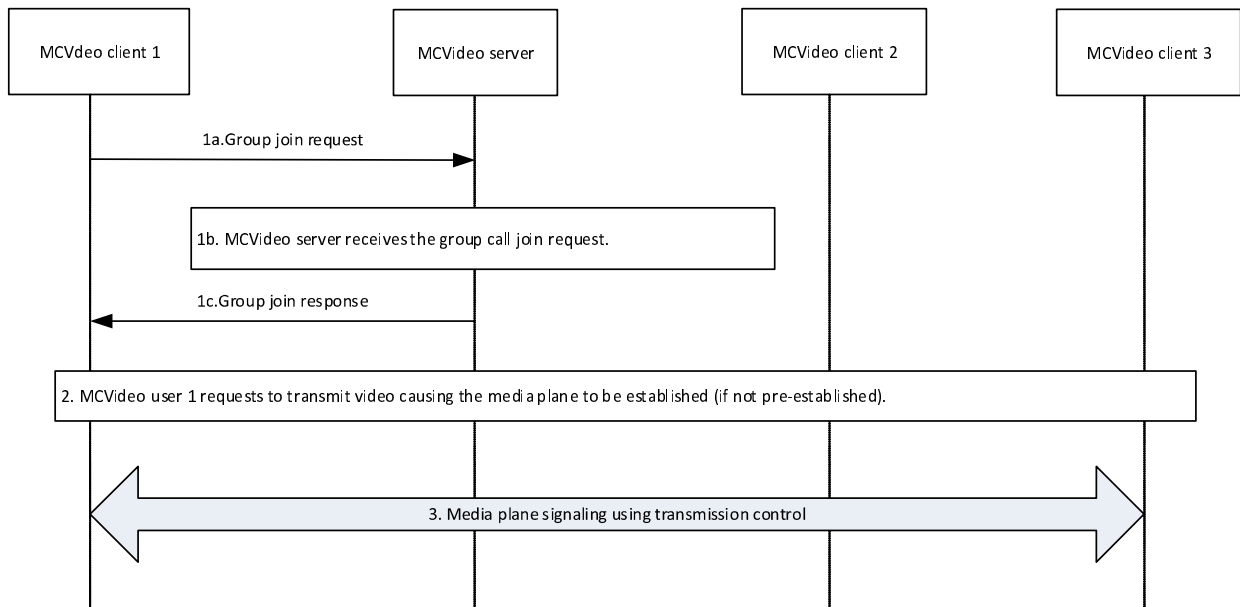 MCVdeo client 1
MCVideo server
MCVideo client 2
MCVideo client 3
1a.Group join request
1b. MCVideo server receives the group call join request.
1c.Group join response
2. MCVideo user 1 requests to transmit video causing the media plane to be established (if not pre-established).
3. Media plane signaling using transmission control